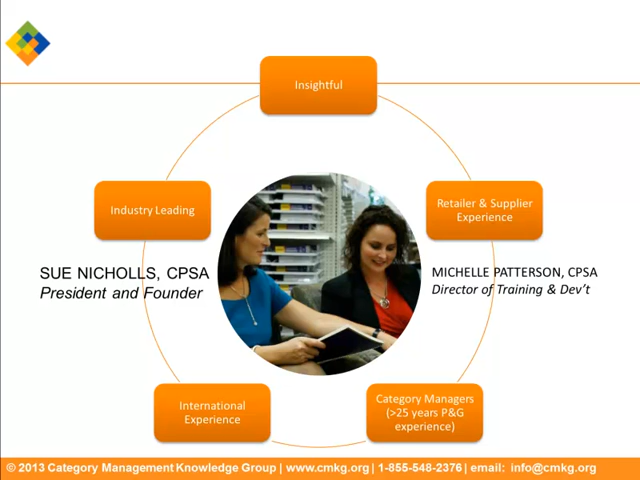 Insightful
Industry Leading
Retailer & Supplier
Experience
SUE NICHOLLS, CPSA
President and Founder
MICHELLE PATTERSON, CPSA
Director of Training & Dev't
International
Experience
Category Managers
(>25 years P&G
experience)
© 2013 Category Management Knowledge Group | www.cmkg.org | 1-855-548-2376 | email: info@cmkg.org